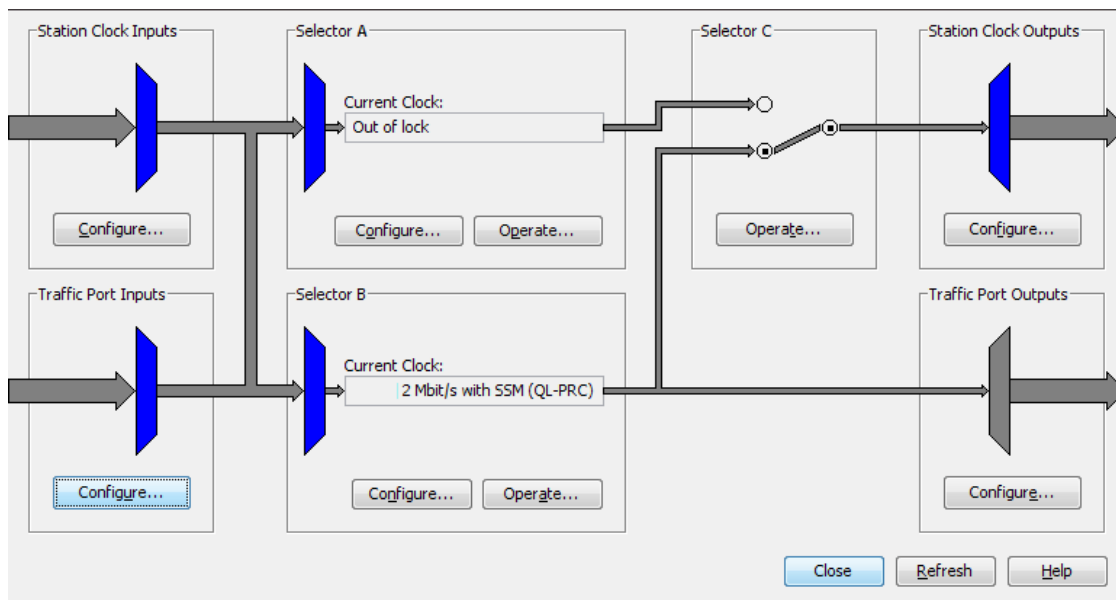 Station Clock Inputs
Configure...
Selector A
Current Clock:
Out of lock
Configure...
Operate...
Selector C
Operate...
Station Clock Outputs
Configure...
Traffic Port Inputs
Configure...
Selector B
Current Clock:
2 Mbit/s with SSM (QL-PRC)
Configure...
Operate...
Traffic Port Outputs
Configure...
Close
Refresh
Help